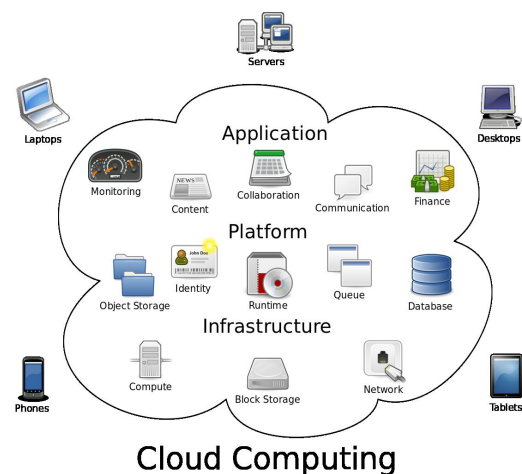 Servers
Laptops
Desktops
Application
Monitoring
NEWS
Content
Collaboration
Communication
Finance
Platform
Object Storage
John Doe
Identity
Runtime
Queue
Database
Infrastructure
Compute
Block Storage
Network
Phones
Tablets
Cloud Computing